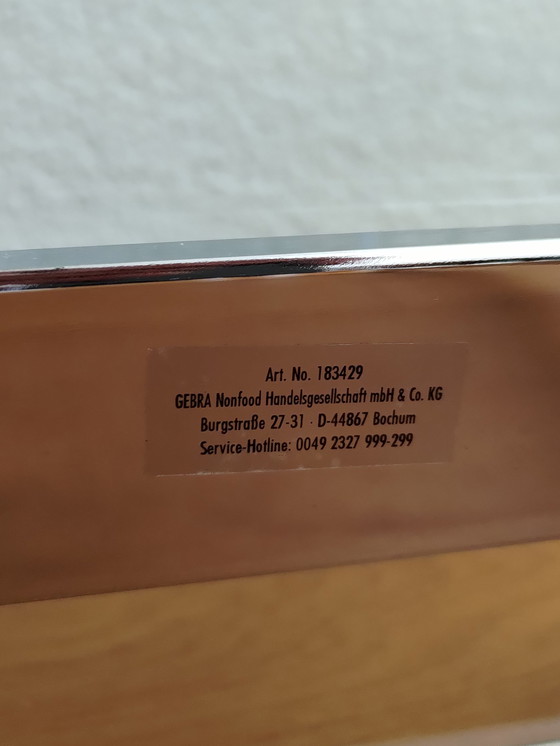 Art. No. 183429
GEBRA Nonfood Handelsgesellschaft mbH & Co. KG
Burgstraße 27-31 · D-44867 Bochum
Service-Hotline: 0049 2327 999-299